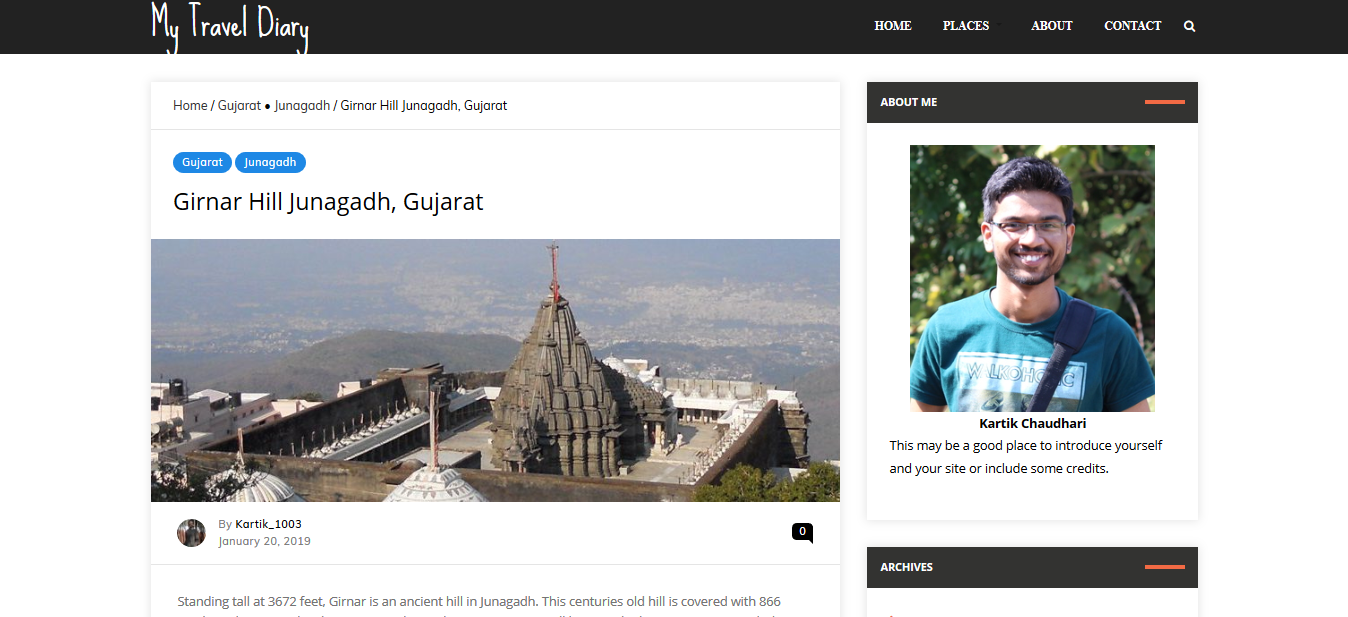 My Travel Diary
HOME PLACES ABOUT CONTACT
Home / Gujarat • Junagadh / Girnar Hill Junagadh, Gujarat
Gujarat Junagadh
Girnar Hill Junagadh, Gujarat
By Kartik_1003
January 20, 2019
0
Standing tall at 3672 feet, Girnar is an ancient hill in Junagadh. This centuries old hill is covered with 866
ABOUT ME
WALKOHOLIC
Kartik Chaudhari
This may be a good place to introduce yourself
and your site or include some credits.
ARCHIVES